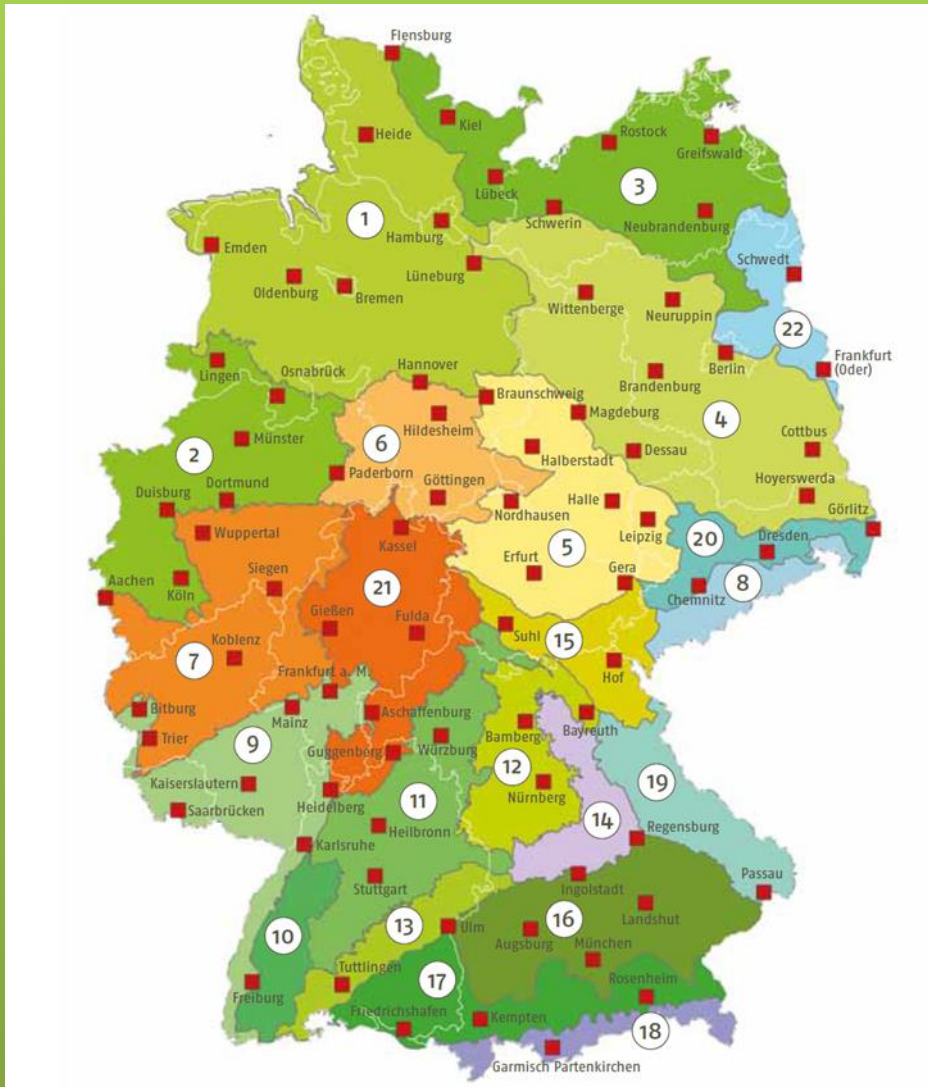 Flensburg
Kiel
Heide
Rostock
Greifswald
Lübeck
3
1
Schwerin
Neubrandenburg
Hamburg
Emden
Lüneburg
Schwedt
Oldenburg
Bremen
Wittenberge
Neuruppin
22
Lingen
Osnabrück
Hannover
Berlin
Frankfurt
(Oder)
Brandenburg
Braunschweig
Magdeburg
Hildesheim
6
4
Münster
2
Cottbus
Halberstadt
Dessau
Paderborn
Göttingen
Hoyerswerda
Dortmund
Duisburg
Nordhausen
Halle
Görlitz
Wuppertal
Kassel
Leipzig
20
Dresden
5
Erfurt
Siegen
Gera
8
Aachen
Köln
21
Chemnitz
Gießen
Fulda
Suhl
15
Koblenz
7
Hof
Frankfurt a. M.
Bitburg
Mainz
Aschaffenburg
Bayreuth
Trier
Bamberg
Würzburg
9
Guggenberg
12
19
Kaiserslautern
Nürnberg
Heidelberg
11
Saarbrücken
14
Heilbronn
Regensburg
Karlsruhe
Stuttgart
Ingolstadt
Passau
10
13
Ulm
16
Landshut
Augsburg
München
Tuttlingen
17
Rosenheim
Freiburg
Friedrichshafen
Kempten
18
Garmisch Partenkirchen